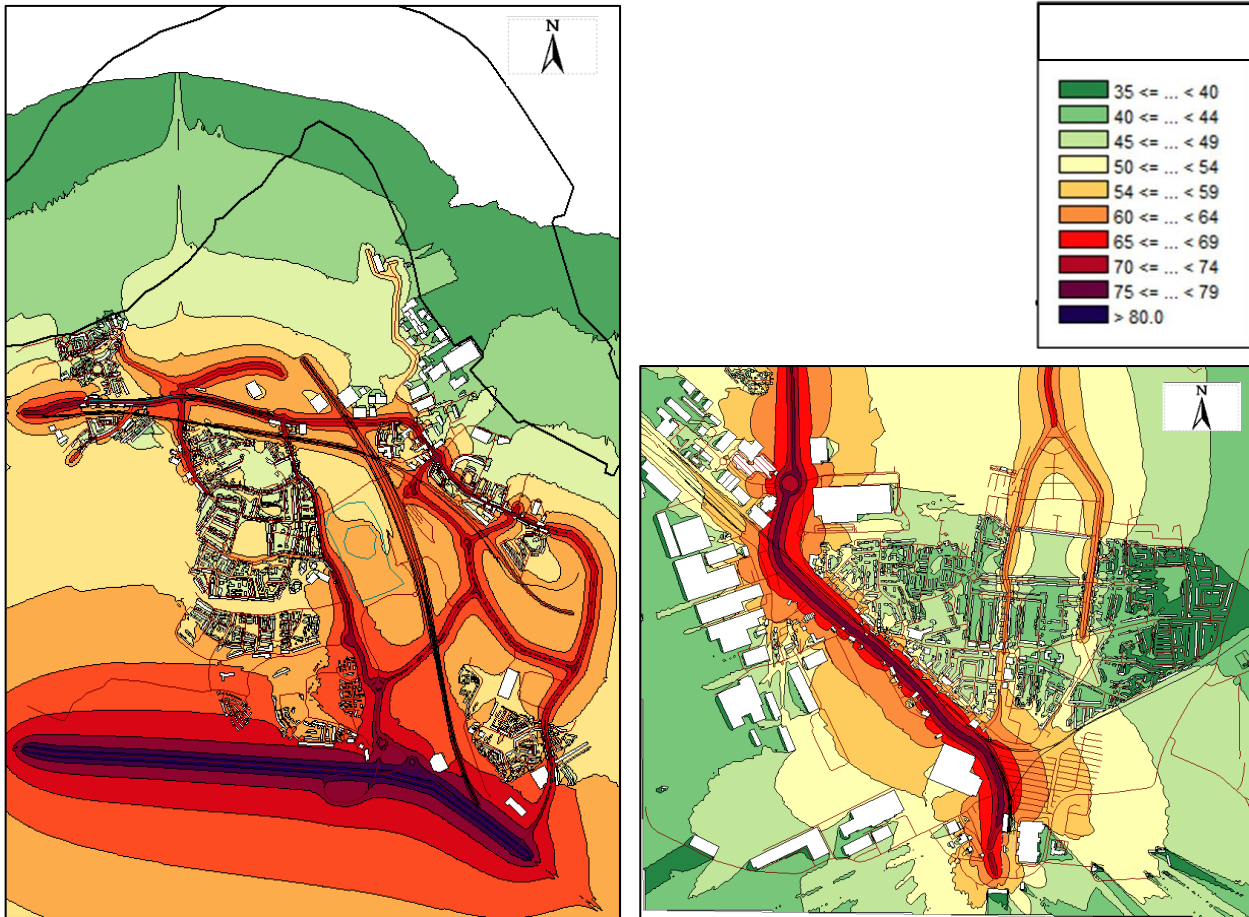 N
35 <= ... < 40
40 <= ... < 44
45 <= ... < 49
50 <= ... < 54
54 <= ... < 59
60 <= ... < 64
65 <= ... < 69
70 <= ... < 74
75 <= ... < 79
> 80.0
N